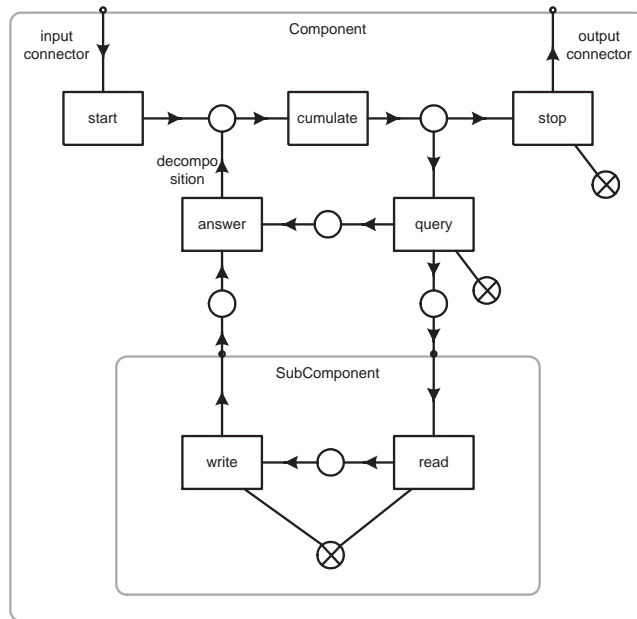 Component
input
connector
output
connector
start
cumulate
stop
decompo
sition
answer
query
SubComponent
write
read